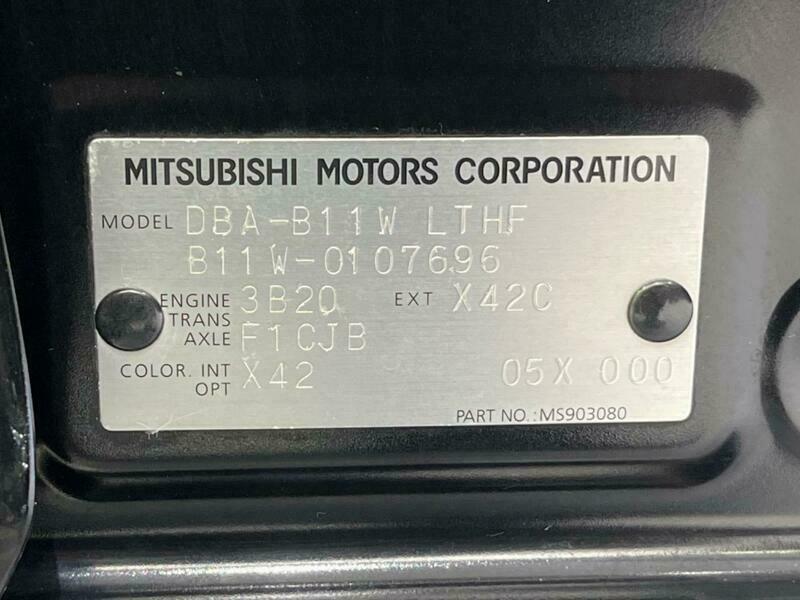 MITSUBISHI MOTORS CORPORATION
MODEL DBA-B11W LTHF
B11W-0107696
ENGINE 3B20 EXT X42C
TRANS
AXLE F1CJB
COLOR. INT X42 05X 000
OPT
PART NO.:MS903080